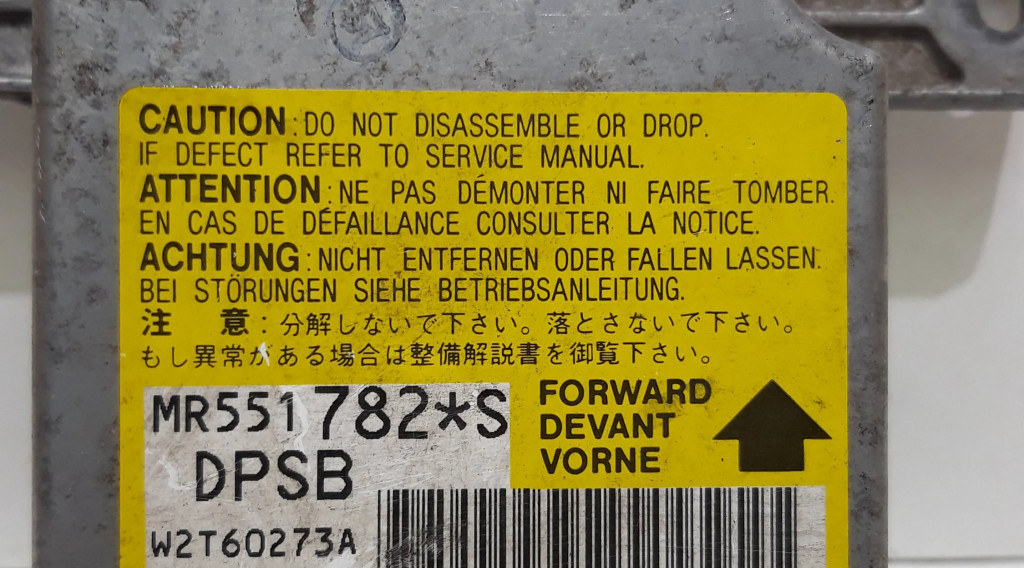 CAUTION : DO NOT DISASSEMBLE OR DROP.
IF DEFECT REFER TO SERVICE MANUAL.
ATTENTION : NE PAS DÉMONTER NI FAIRE TOMBER.
EN CAS DE DÉFAILLANCE CONSULTER LA NOTICE.
ACHTUNG : NICHT ENTFERNEN ODER FALLEN LASSEN.
BEI STÖRUNGEN SIEHE BETRIEBSANLEITUNG.
注 意 : 分解しないで下さい。落とさないで下さい。
もし異常がある場合は整備解説書を御覧下さい。
MR551782*S
DPSB
W2T60273A
FORWARD
DEVANT
VORNE